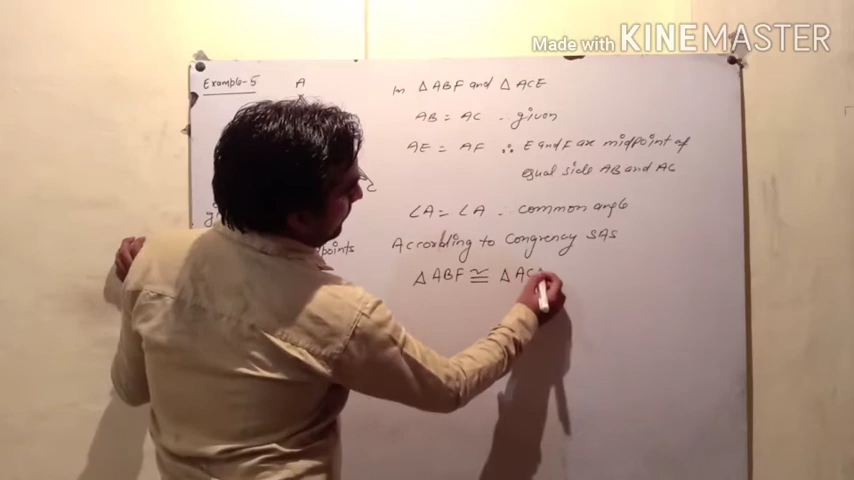 Made with KINEMASTER
Example-5
A
In △ABF and △ACE
AB = AC ∴ given
AE = AF ∴ E and F are midpoint of
equal side AB and AC
∠A = ∠A ∴ common angle
According to Congrency SAS
△ABF ≅ △AC
points